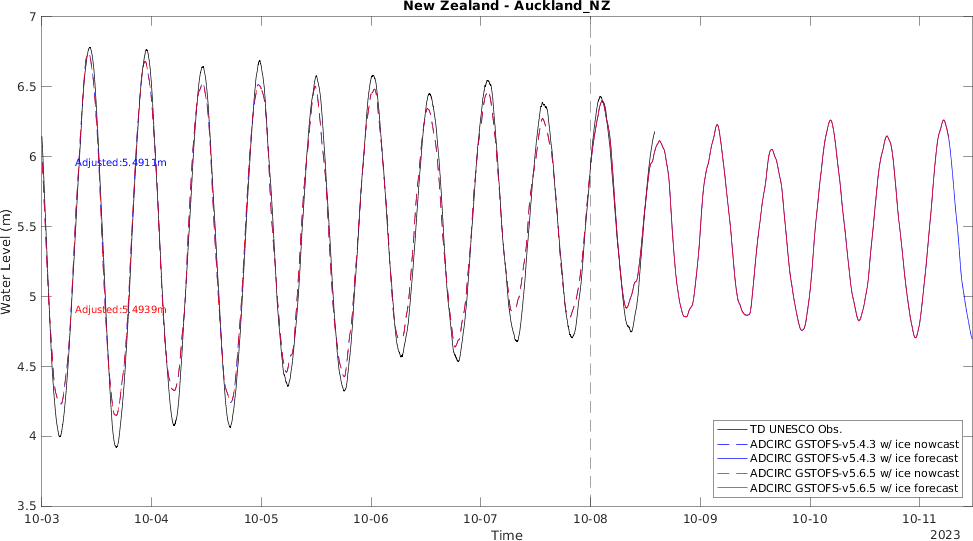 New Zealand - Auckland_NZ
7
6.5
6
5.5
5
4.5
4
3.5
Water Level (m)
Adjusted:5.4911m
Adjusted:5.4939m
TD UNESCO Obs.
ADCIRC GSTOFS-v5.4.3 w/ ice nowcast
ADCIRC GSTOFS-v5.4.3 w/ ice forecast
ADCIRC GSTOFS-v5.6.5 w/ ice nowcast
ADCIRC GSTOFS-v5.6.5 w/ ice forecast
10-03 10-04 10-05 10-06 10-07 10-08 10-09 10-10 10-11
Time
2023